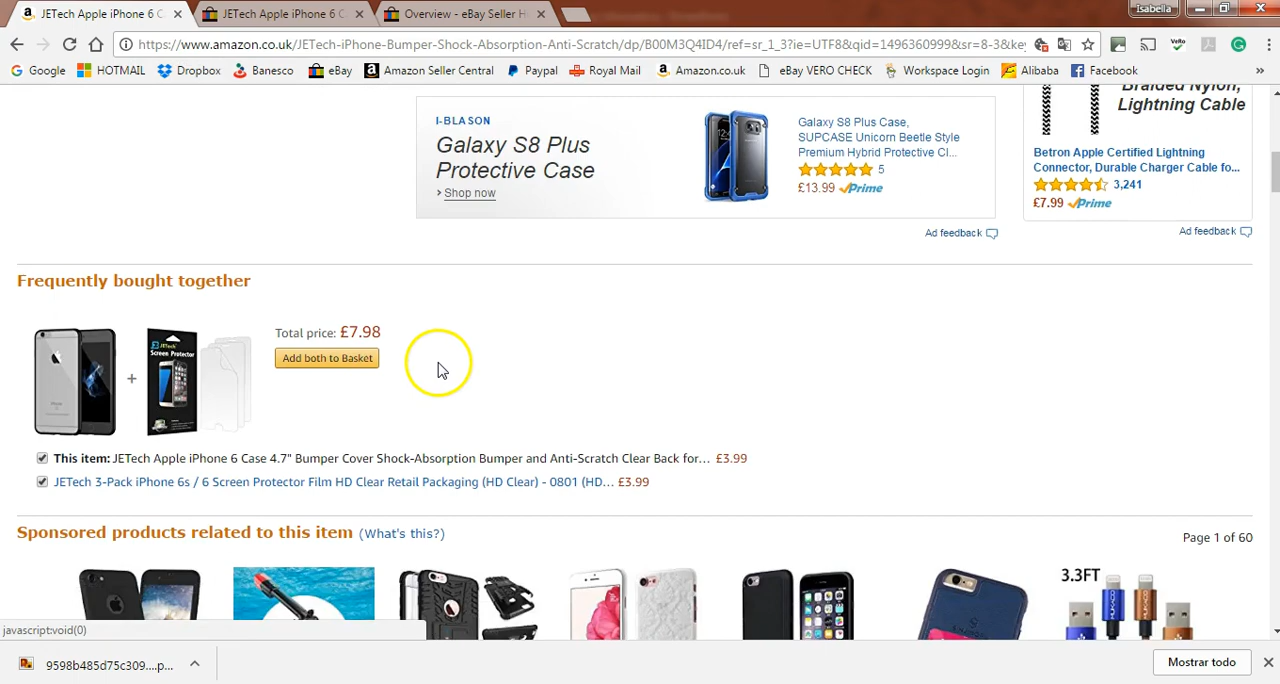 JETech Apple iPhone 6 C
JETech Apple iPhone 6 C
Overview - eBay Seller H
isabella
https://www.amazon.co.uk/JETech-iPhone-Bumper-Shock-Absorption-Anti-Scratch/dp/B00M3Q4ID4/ref=sr_1_3?ie=UTF8&qid=1496360999&sr=8-3&key
Google
HOTMAIL
Dropbox
Banesco
eBay
Amazon Seller Central
Paypal
Royal Mail
Amazon.co.uk
eBay VERO CHECK
Workspace Login
Alibaba
Facebook
»
Braided Nylon,
Lightning Cable
I-BLASON
Galaxy S8 Plus
Protective Case
› Shop now
Galaxy S8 Plus Case,
SUPCASE Unicorn Beetle Style
Premium Hybrid Protective Cl...
5
£13.99 Prime
Betron Apple Certified Lightning
Connector, Durable Charger Cable fo...
3,241
£7.99 Prime
Ad feedback
Ad feedback
Frequently bought together
Total price: £7.98
Add both to Basket
+
JETech
Screen Protector
This item: JETech Apple iPhone 6 Case 4.7" Bumper Cover Shock-Absorption Bumper and Anti-Scratch Clear Back for... £3.99
JETech 3-Pack iPhone 6s / 6 Screen Protector Film HD Clear Retail Packaging (HD Clear) - 0801 (HD... £3.99
Sponsored products related to this item (What's this?)
Page 1 of 60
3.3FT
javascript:void(0)
9598b485d75c309....p...
Mostrar todo